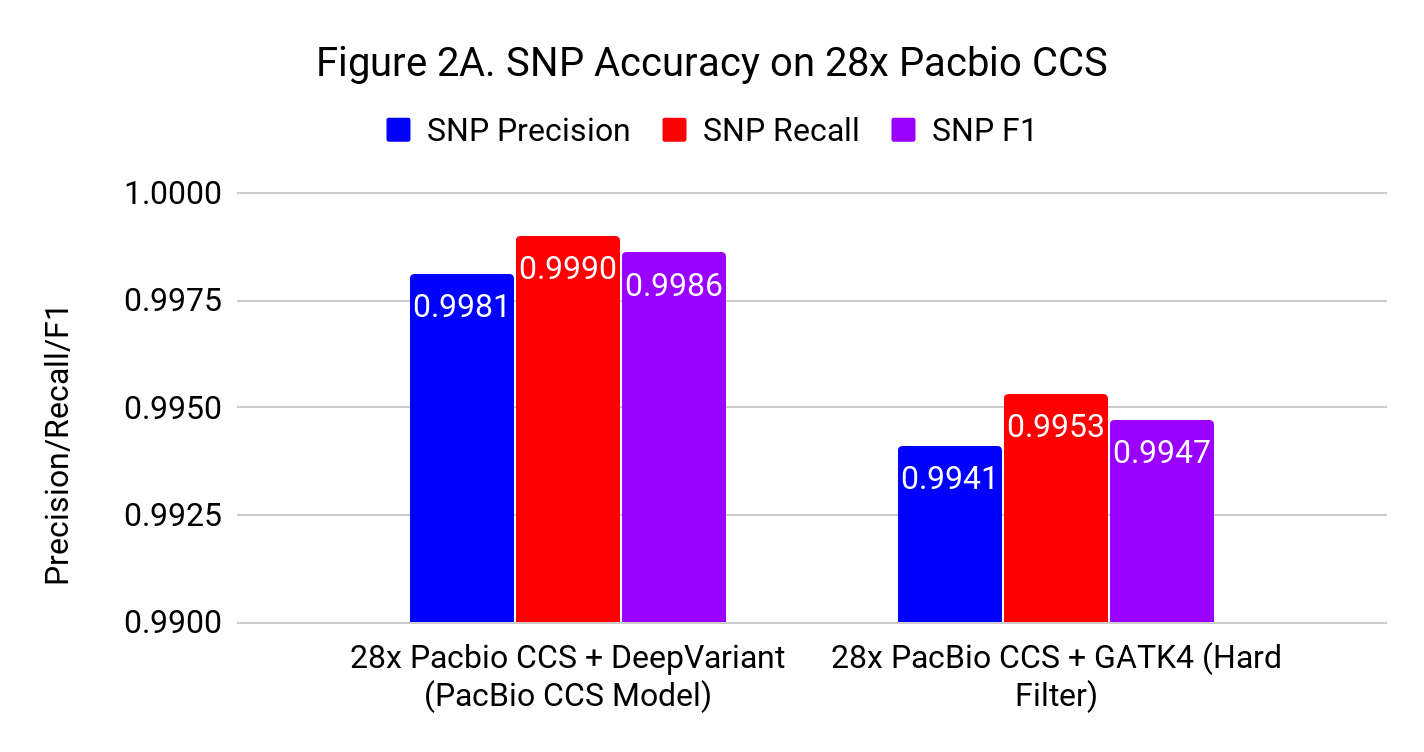 Figure 2A. SNP Accuracy on 28x Pacbio CCS
SNP Precision SNP Recall SNP F1
Precision/Recall/F1
1.0000
0.9975
0.9950
0.9925
0.9900
0.9981
0.9990
0.9986
0.9941
0.9953
0.9947
28x Pacbio CCS + DeepVariant
(PacBio CCS Model)
28x PacBio CCS + GATK4 (Hard
Filter)